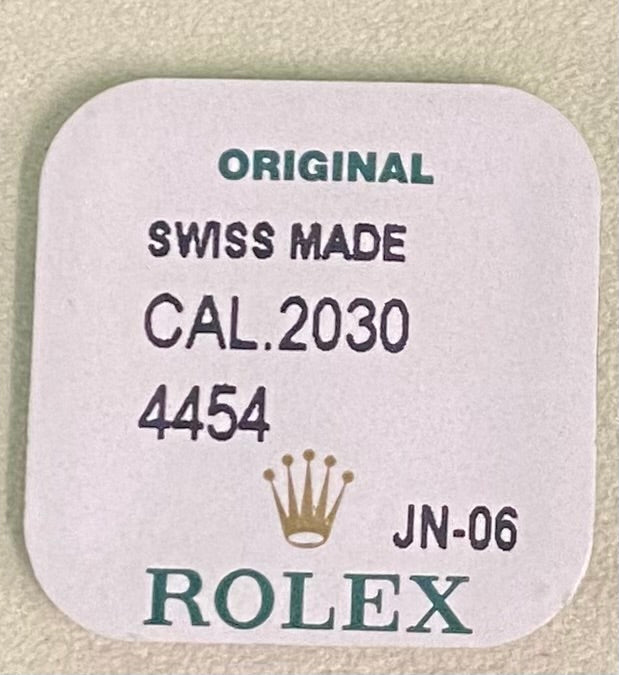 ORIGINAL
SWISS MADE
CAL.2030
4454
JN-06
ROLEX